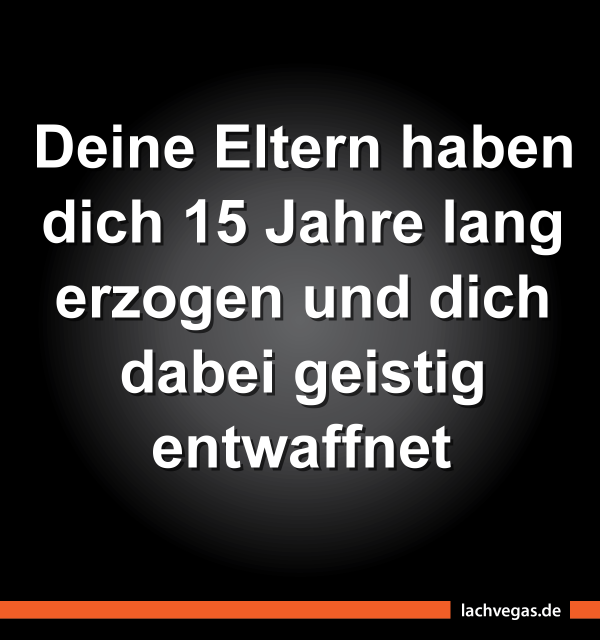 Deine Eltern haben
dich 15 Jahre lang
erzogen und dich
dabei geistig
entwaffnet
lachvegas.de